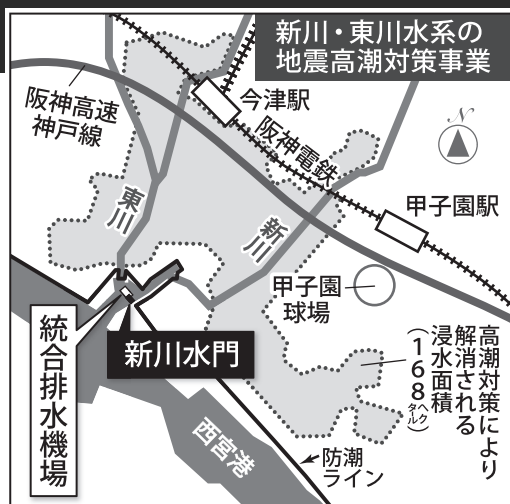 新川・東川水系の
地震高潮対策事業
今津駅
阪神高速
神戸線
阪神電鉄
N
甲子園駅
東川
新川
甲子園
球場
高潮対策により
解消される
浸水面積
(168ヘクタール)
統合排水機場
新川水門
西宮港
防潮
ライン